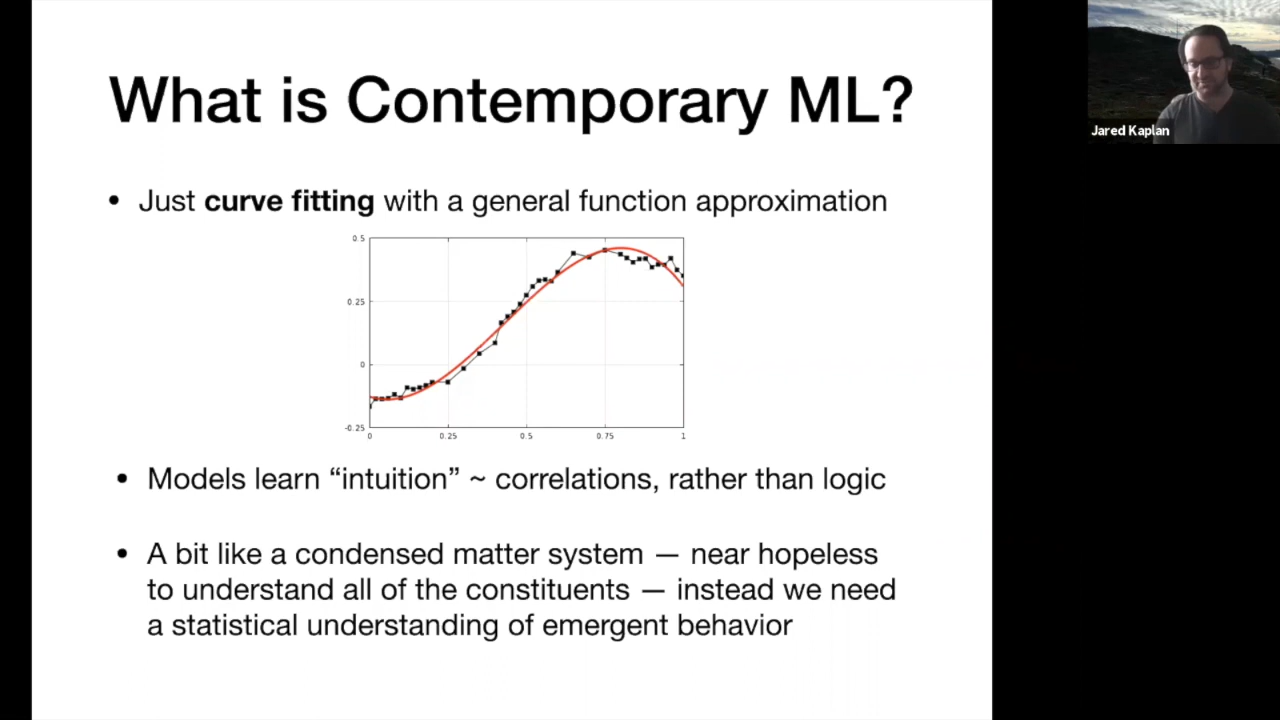 What is Contemporary ML?
Jared Kaplan
• Just curve fitting with a general function approximation
0.5
0.25
0
-0.25
0 0.25 0.5 0.75 1
• Models learn “intuition” ~ correlations, rather than logic
• A bit like a condensed matter system — near hopeless
to understand all of the constituents — instead we need
a statistical understanding of emergent behavior